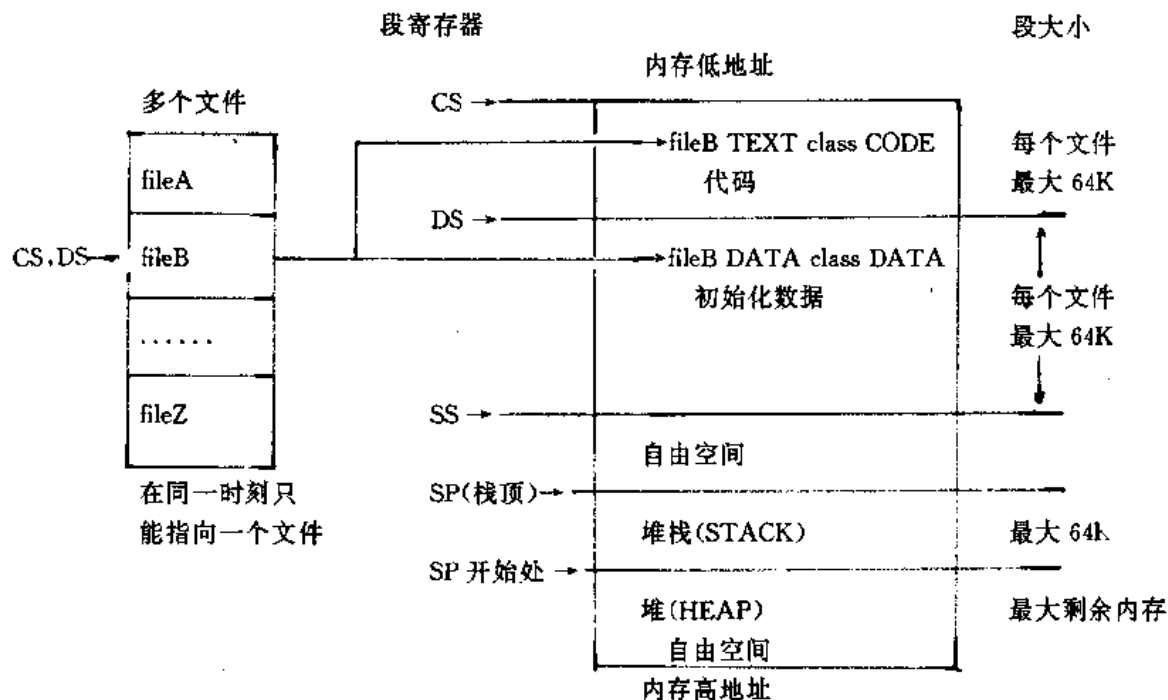 段寄存器
段大小
内存低地址
多个文件
CS
fileA
fileB TEXT class CODE
代码
每个文件
最大 64K
DS
CS,DS
fileB
fileB DATA class DATA
初始化数据
每个文件
最大 64K
......
fileZ
SS
自由空间
在同一时刻只
能指向一个文件
SP(栈顶)
堆栈(STACK)
最大 64k
SP 开始处
堆(HEAP)
最大剩余内存
自由空间
内存高地址